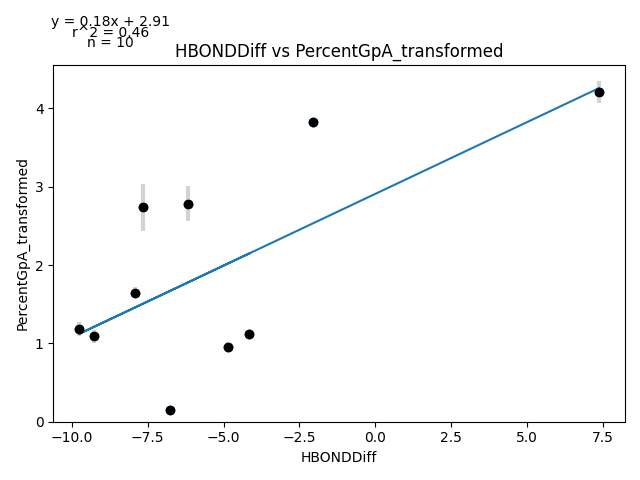 y = 0.18x + 2.91
r^2 = 0.46
n = 10
HBONDDiff vs PercentGpA_transformed
PercentGpA_transformed
4
3
2
1
0
−10.0 −7.5 −5.0 −2.5 0.0 2.5 5.0 7.5
HBONDDiff